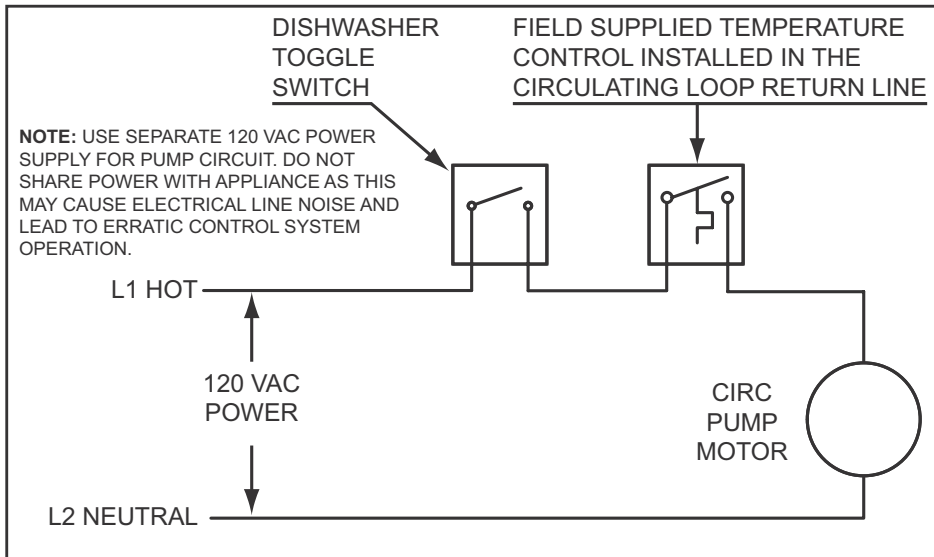 DISHWASHER
TOGGLE
SWITCH
FIELD SUPPLIED TEMPERATURE
CONTROL INSTALLED IN THE
CIRCULATING LOOP RETURN LINE
NOTE: USE SEPARATE 120 VAC POWER
SUPPLY FOR PUMP CIRCUIT. DO NOT
SHARE POWER WITH APPLIANCE AS THIS
MAY CAUSE ELECTRICAL LINE NOISE AND
LEAD TO ERRATIC CONTROL SYSTEM
OPERATION.
L1 HOT
120 VAC
POWER
CIRC
PUMP
MOTOR
L2 NEUTRAL